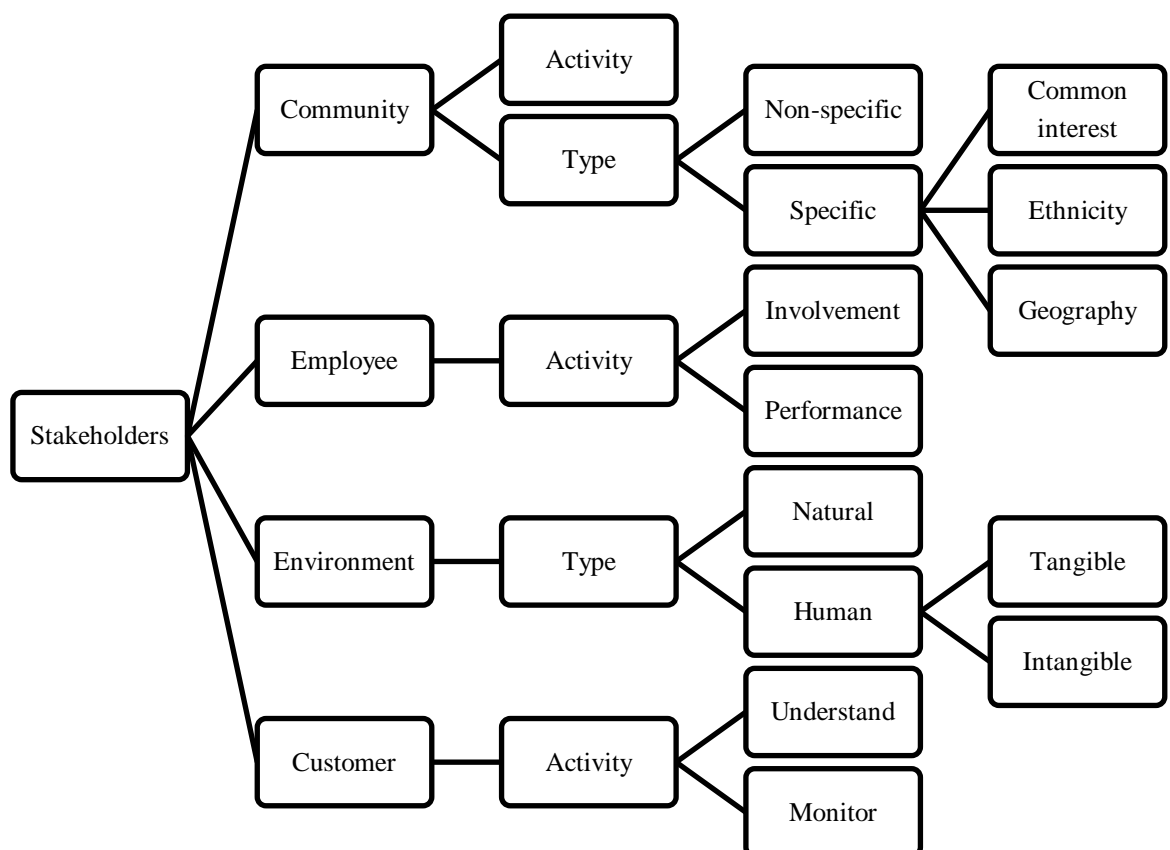 Stakeholders
Community
Activity
Type
Non-specific
Specific
Common
interest
Ethnicity
Geography
Employee
Activity
Involvement
Performance
Environment
Type
Natural
Human
Tangible
Intangible
Customer
Activity
Understand
Monitor